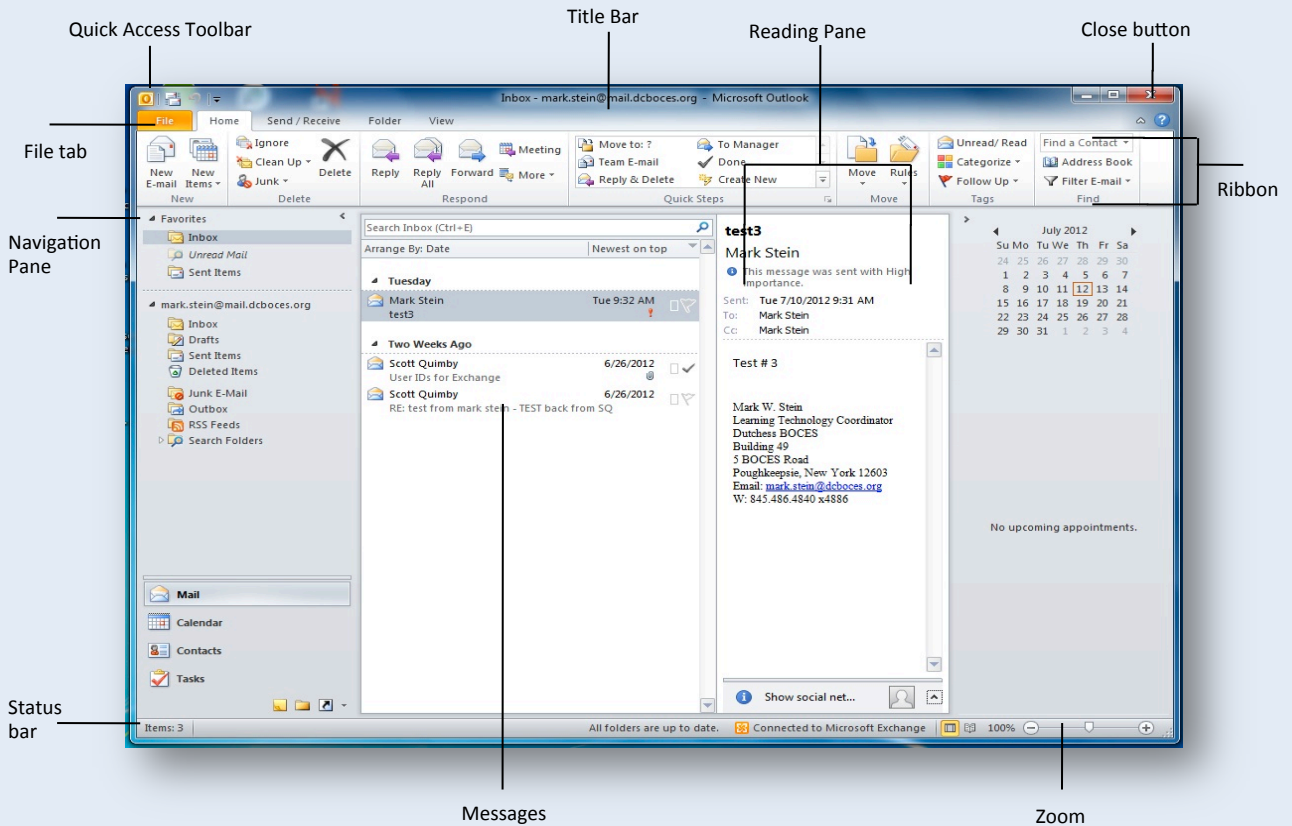 Quick Access Toolbar
Title Bar
Reading Pane
Close button
Inbox - mark.stein@mail.dcboces.org - Microsoft Outlook
File Home Send / Receive Folder View
File tab
New E-mail
New Items
New
Ignore
Clean Up
Junk
Delete
Delete
Reply
Reply All
Forward
Meeting
More
Respond
Move to: ?
Team E-mail
Reply & Delete
To Manager
Done
Create New
Quick Steps
Move
Rules
Move
Unread/ Read
Categorize
Follow Up
Tags
Find a Contact
Address Book
Filter E-mail
Find
Ribbon
Navigation
Pane
Favorites
Inbox
Unread Mail
Sent Items
mark.stein@mail.dcboces.org
Inbox
Drafts
Sent Items
Deleted Items
Junk E-Mail
Outbox
RSS Feeds
Search Folders
Mail
Calendar
Contacts
Tasks
Search Inbox (Ctrl+E)
Arrange By: Date Newest on top
Tuesday
Mark Stein Tue 9:32 AM
test3
Two Weeks Ago
Scott Quimby 6/26/2012
User IDs for Exchange
Scott Quimby 6/26/2012
RE: test from mark stein - TEST back from SQ
test3
Mark Stein
This message was sent with High
importance.
Sent: Tue 7/10/2012 9:31 AM
To: Mark Stein
Cc: Mark Stein
Test # 3
Mark W. Stein
Learning Technology Coordinator
Dutchess BOCES
Building 49
5 BOCES Road
Poughkeepsie, New York 12603
Email: mark.stein@dcboces.org
W: 845.486.4840 x4886
Show social net...
July 2012
Su Mo Tu We Th Fr Sa
24 25 26 27 28 29 30
1 2 3 4 5 6 7
8 9 10 11 12 13 14
15 16 17 18 19 20 21
22 23 24 25 26 27 28
29 30 31 1 2 3 4
No upcoming appointments.
Status
bar
Items: 3
All folders are up to date. Connected to Microsoft Exchange 100%
Messages
Zoom